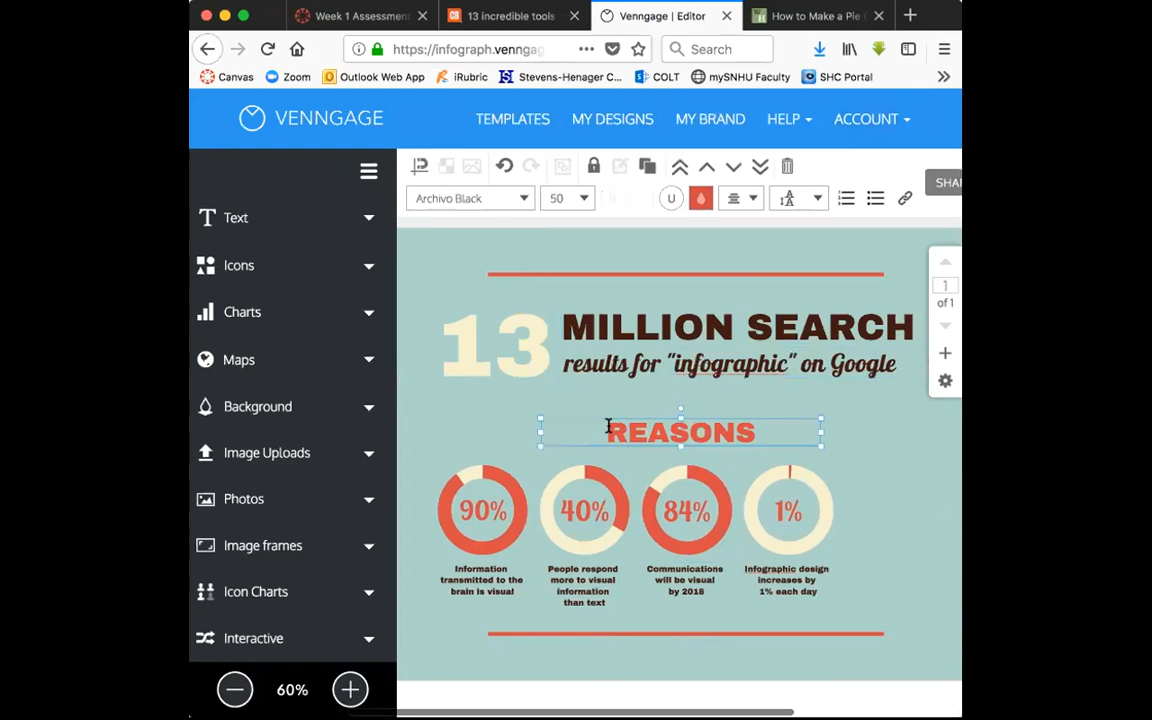 Week 1 Assessment
13 incredible tools
Venngage | Editor
How to Make a Pie
https://infograph.venngag
Search
Canvas
Zoom
Outlook Web App
iRubric
Stevens-Henager C...
COLT
mySNHU Faculty
SHC Portal
VENNGAGE
TEMPLATES
MY DESIGNS
MY BRAND
HELP
ACCOUNT
Archivo Black
50
U
SHAR
Text
Icons
Charts
Maps
Background
Image Uploads
Photos
Image frames
Icon Charts
Interactive
60%
1
of 1
13
MILLION SEARCH
results for "infographic" on Google
REASONS
90%
40%
84%
1%
Information
transmitted to the
brain is visual
People respond
more to visual
information
than text
Communications
will be visual
by 2018
Infographic design
increases by
1% each day